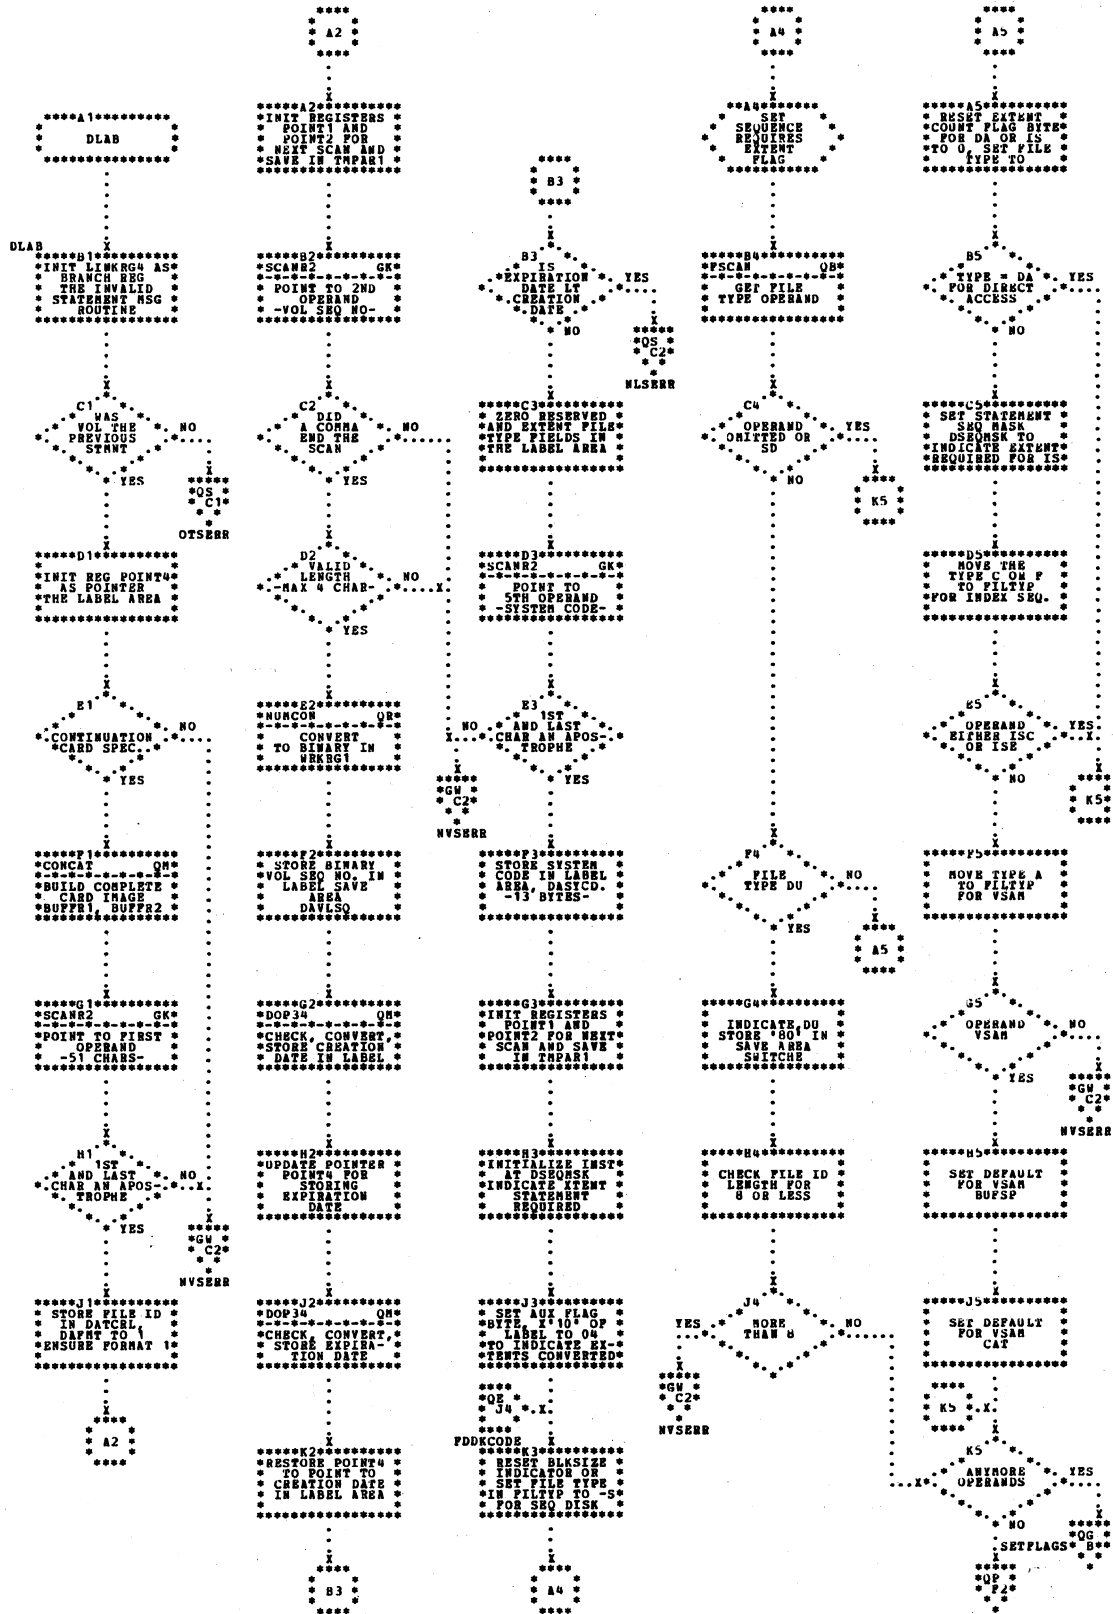 A2
A4
A5
A1
DLAB
DLAB
B1
INIT LINKRG4 AS
BRANCH REG
THE INVALID
STATEMENT MSG
ROUTINE
C1
WAS
VOL THE
PREVIOUS
STMNT
NO
YES
QS
C1
OTSERR
D1
INIT REG POINT4
AS POINTER
THE LABEL AREA
E1
CONTINUATION
CARD SPEC.
NO
YES
F1
CONCAT QM
BUILD COMPLETE
CARD IMAGE
BUFFR1, BUFFR2
G1
SCANR2 GK
POINT TO FIRST
OPERAND
-51 CHARS-
H1
1ST
AND LAST
CHAR AN APOS-
TROPHE
NO
YES
GW
C2
NVSERR
J1
STORE FILE ID
IN DATCRL,
DAFMT TO 1
ENSURE FORMAT 1
A2
A2
INIT REGISTERS
POINT1 AND
POINT2 FOR
NEXT SCAN AND
SAVE IN TMPAR1
B2
SCANR2 GK
POINT TO 2ND
OPERAND
-VOL SEQ NO-
C2
DID
A COMMA
END THE
SCAN
NO
YES
D2
VALID
LENGTH
-MAX 4 CHAR-
NO
YES
E2
NUMCON QR
CONVERT
TO BINARY IN
WRKRG1
F2
STORE BINARY
VOL SEQ NO. IN
LABEL SAVE
AREA
DAVLSQ
G2
DOP34 QM
CHECK, CONVERT,
STORE CREATION
DATE IN LABEL
H2
UPDATE POINTER
POINT4 FOR
STORING
EXPIRATION
DATE
J2
DOP34 QM
CHECK, CONVERT,
STORE EXPIRA-
TION DATE
K2
RESTORE POINT4
TO POINT TO
CREATION DATE
IN LABEL AREA
B3
B3
B3
IS
EXPIRATION
DATE LT
CREATION
DATE
YES
NO
QS
C2
NLSERR
C3
ZERO RESERVED
AND EXTENT FILE
TYPE FIELDS IN
THE LABEL AREA
D3
SCANR2 GK
POINT TO
5TH OPERAND
-SYSTEM CODE-
E3
1ST
AND LAST
CHAR AN APOS-
TROPHE
NO
YES
GW
C2
NVSERR
F3
STORE SYSTEM
CODE IN LABEL
AREA, DASYCD.
-13 BYTES-
G3
INIT REGISTERS
POINT1 AND
POINT2 FOR NEXT
SCAN AND SAVE
IN TMPAR1
H3
INITIALIZE INST
AT DSEQMSK
INDICATE XTENT
STATEMENT
REQUIRED
J3
SET AUX FLAG
BYTE, X'10' OF
LABEL TO 04
TO INDICATE EX-
TENTS CONVERTED
QE
J4
FDDKCODE
K3
RESET BLKSIZE
INDICATOR OR
SET FILE TYPE
IN FILTYP TO -S
FOR SEQ DISK
A4
A4
SET
SEQUENCE
REQUIRES
EXTENT
FLAG
B4
FSCAN QB
GET FILE
TYPE OPERAND
C4
OPERAND
OMITTED OR
SD
YES
NO
K5
F4
FILE
TYPE DU
NO
YES
A5
G4
INDICATE DU
STORE '80' IN
SAVE AREA
SWITCHE
H4
CHECK FILE ID
LENGTH FOR
8 OR LESS
J4
MORE
THAN 8
YES
NO
GW
C2
NVSERR
A5
RESET EXTENT
COUNT FLAG BYTE
FOR DA OR IS
TO 0, SET FILE
TYPE TO
B5
TYPE = DA
FOR DIRECT
ACCESS
YES
NO
C5
SET STATEMENT
SEQ MASK
DSEQMSK TO
INDICATE EXTENT
REQUIRED FOR IS
D5
MOVE THE
TYPE C OR F
TO FILTYP
FOR INDEX SEQ.
E5
OPERAND
EITHER ISC
OR ISE
YES
NO
K5
F5
MOVE TYPE A
TO FILTYP
FOR VSAM
G5
OPERAND
VSAM
NO
YES
GW
C2
NVSERR
H5
SET DEFAULT
FOR VSAM
BUFSP
J5
SET DEFAULT
FOR VSAM
CAT
K5
K5
ANYMORE
OPERANDS
YES
NO
SETFLAGS
QG
B
QP
F2